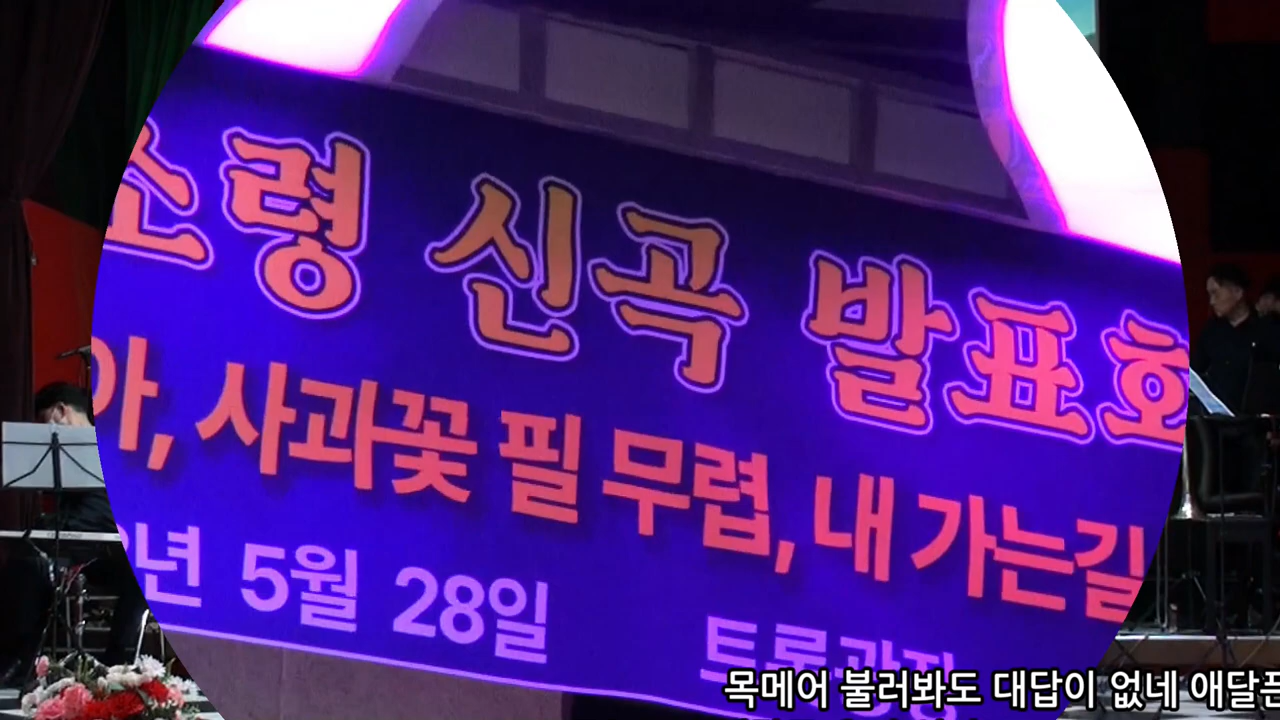 소령 신곡 발표회
아, 사과꽃 필 무렵, 내 가는길
년 5월 28일
목메어 불러봐도 대답이 없네 애달픈